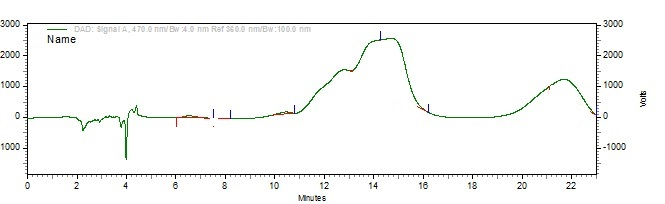 3000
2000
1000
0
1000
DAD: Signal A, 470.0 nm/Bw:4.0 nm Ref 360.0 nm/Bw:100.0 nm
Name
3000
2000
1000
0
-1000
Volts
0 2 4 6 8 10 12 14 16 18 20 22
Minutes